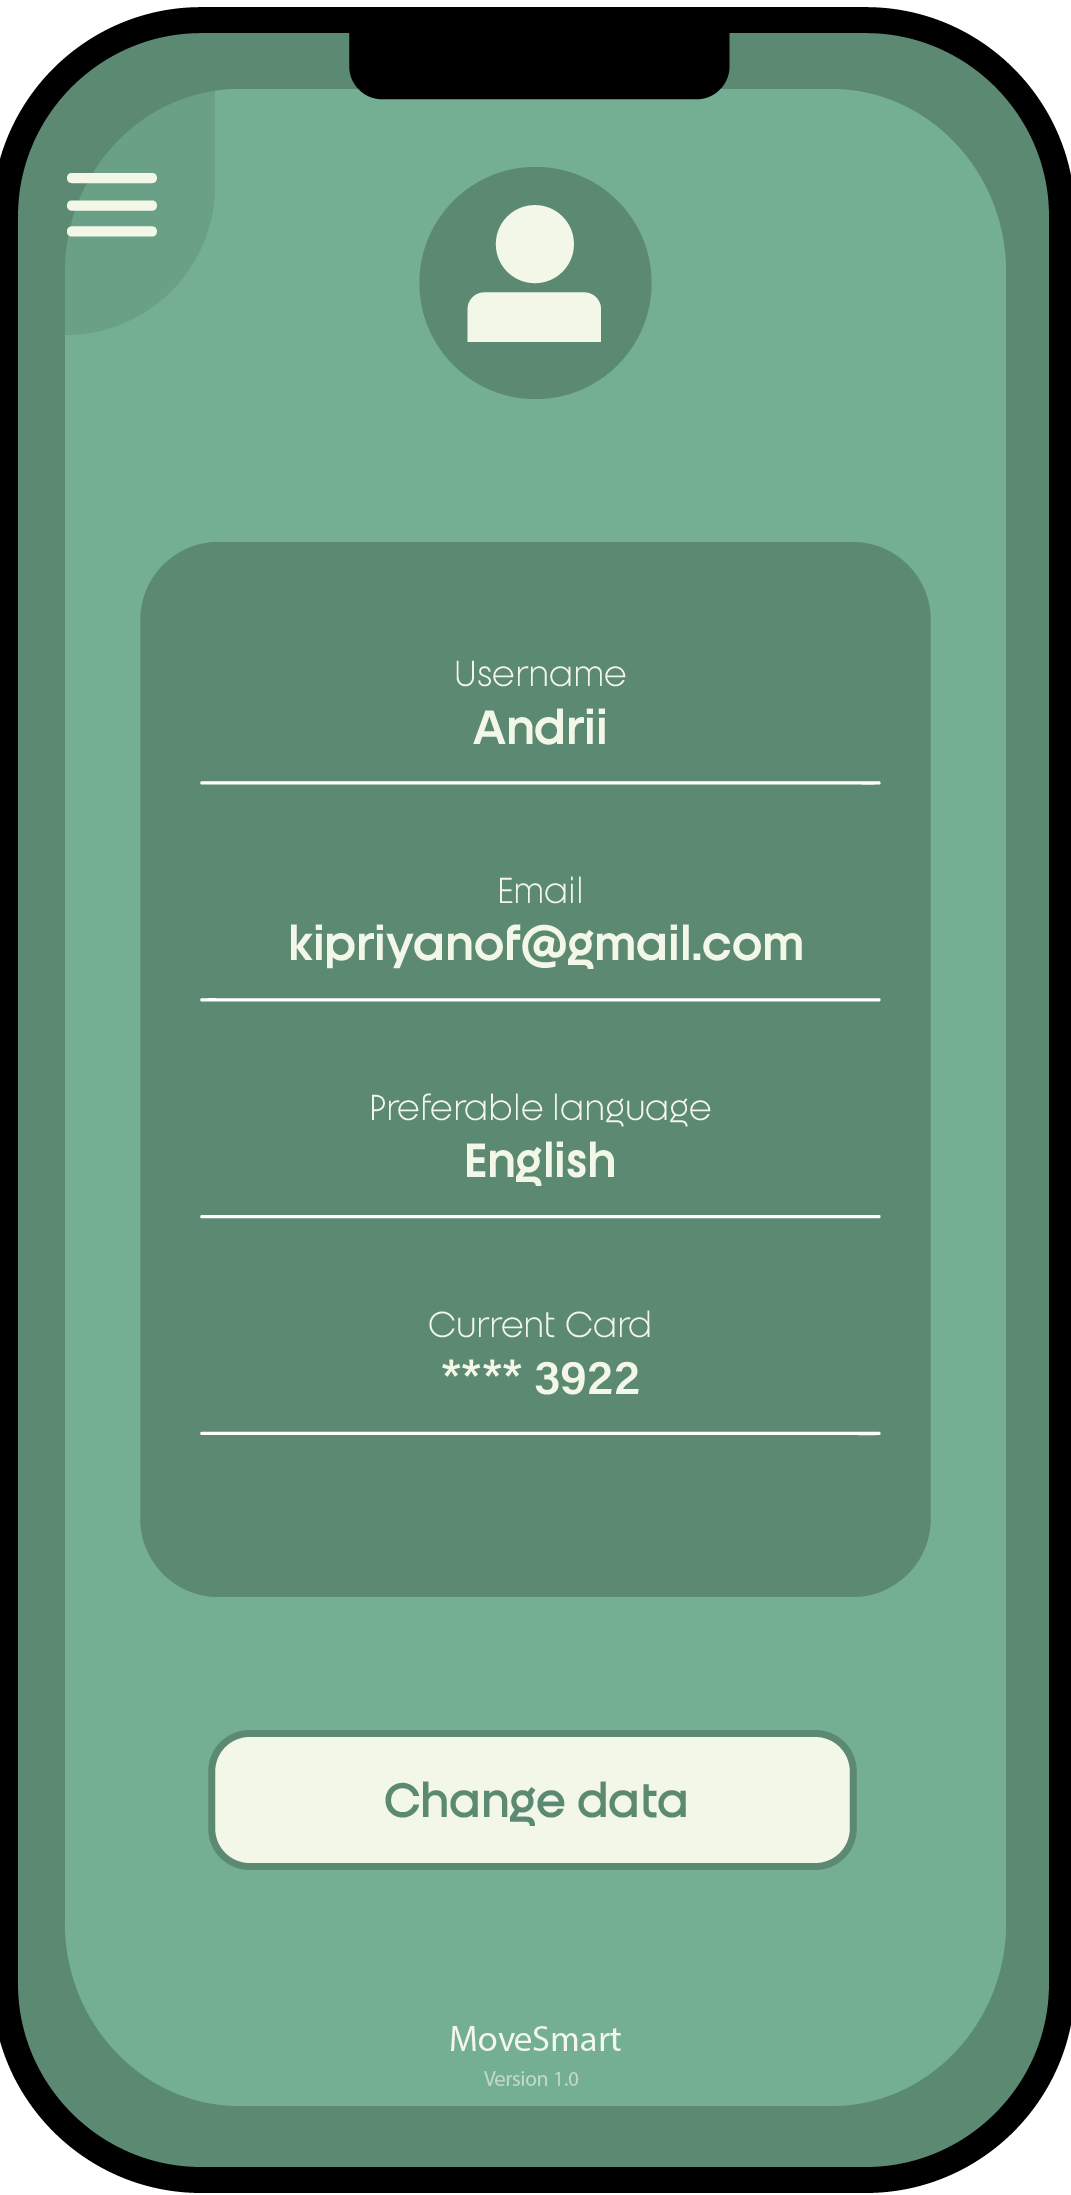 Username
Andrii
Email
kipriyanof@gmail.com
Preferable language
English
Current Card
**** 3922
Change data
MoveSmart
Version 1.0